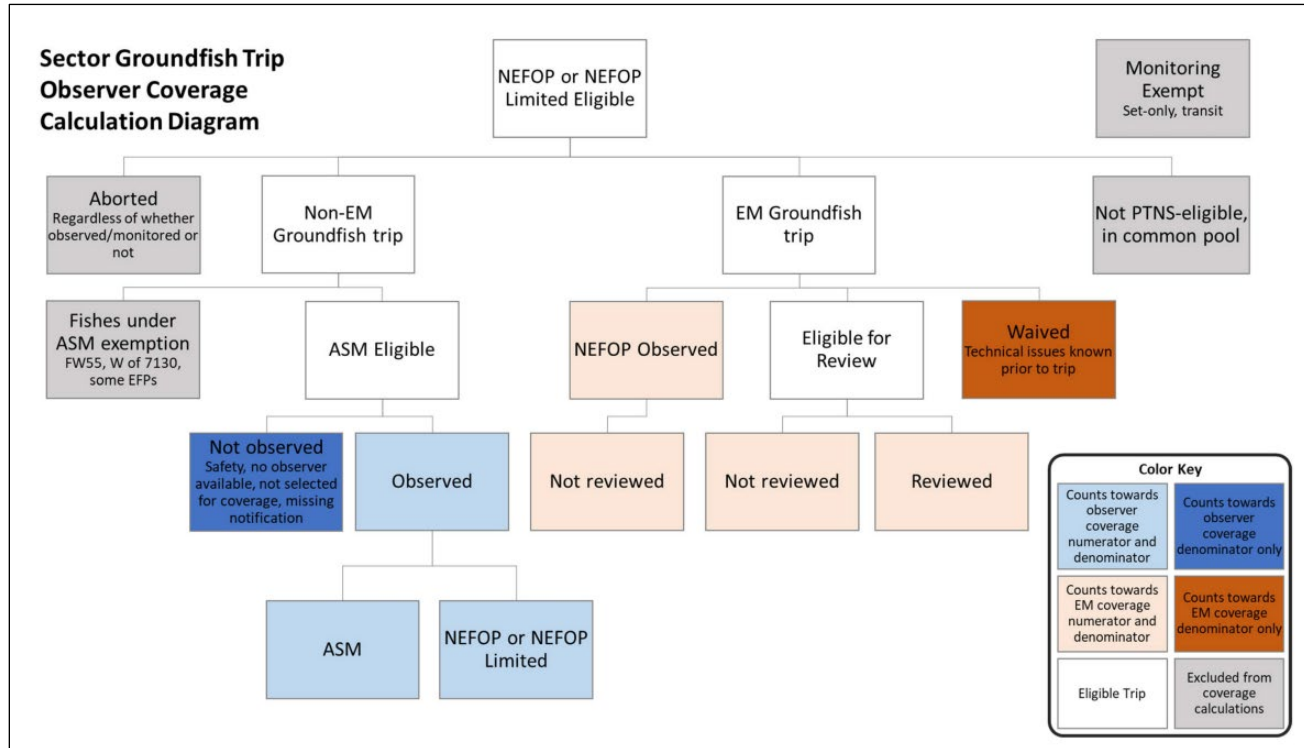 Sector Groundfish Trip
Observer Coverage
Calculation Diagram
NEFOP or NEFOP
Limited Eligible
Monitoring
Exempt
Set-only, transit
Aborted
Regardless of whether
observed/monitored or
not
Non-EM
Groundfish trip
EM Groundfish
trip
Not PTNS-eligible,
in common pool
Fishes under
ASM exemption
FW55, W of 7130,
some EFPs
ASM Eligible
NEFOP Observed
Eligible for
Review
Waived
Technical issues known
prior to trip
Not observed
Safety, no observer
available, not selected
for coverage, missing
notification
Observed
Not reviewed
Not reviewed
Reviewed
ASM
NEFOP or NEFOP
Limited
Color Key
Counts towards
observer
coverage
numerator and
denominator
Counts towards
observer
coverage
denominator only
Counts towards
EM coverage
numerator and
denominator
Counts towards
EM coverage
denominator only
Eligible Trip
Excluded from
coverage
calculations